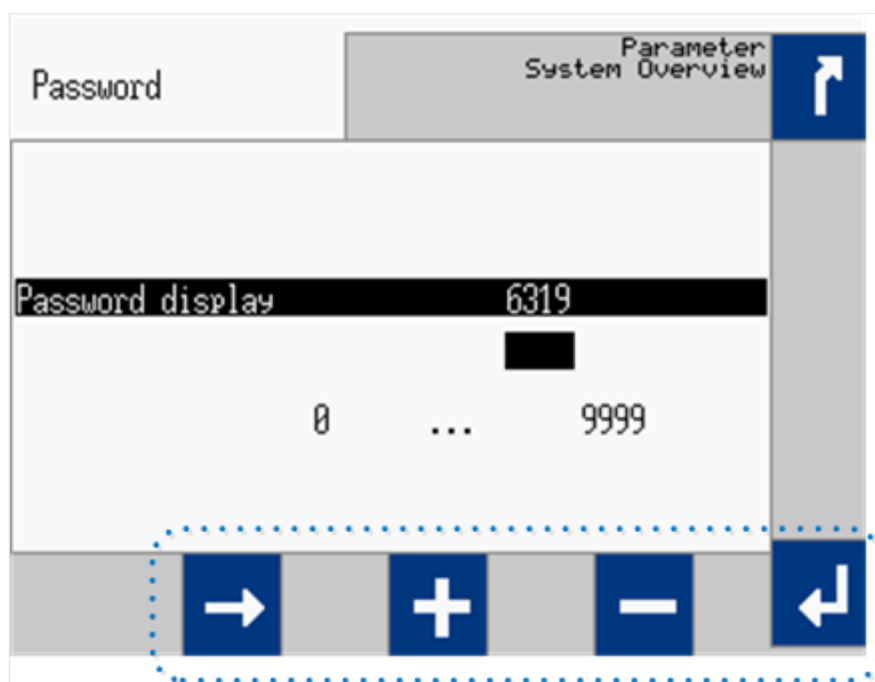 Password
Parameter
System Overview
Password display 6319
0 ... 9999